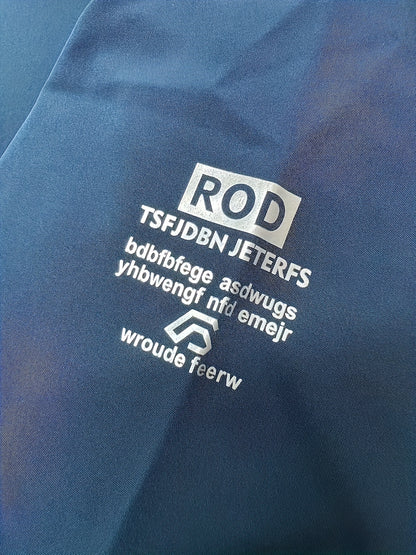 ROD
TSFJDBN JETERFS
bdbfbfege asdwugs
yhbwengf nfd emejr
wroude feerw